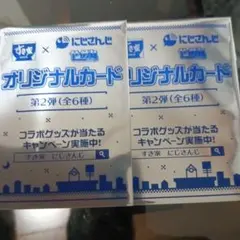 すき家 × にじさんじ
オリジナルカード
第2弾(全6種)
コラボグッズが当たる
キャンペーン実施中!
すき家 にじさんじ
すき家 × にじさんじ
オリジナルカード
第2弾(全6種)
コラボグッズが当たる
キャンペーン実施中!
すき家 にじさんじ